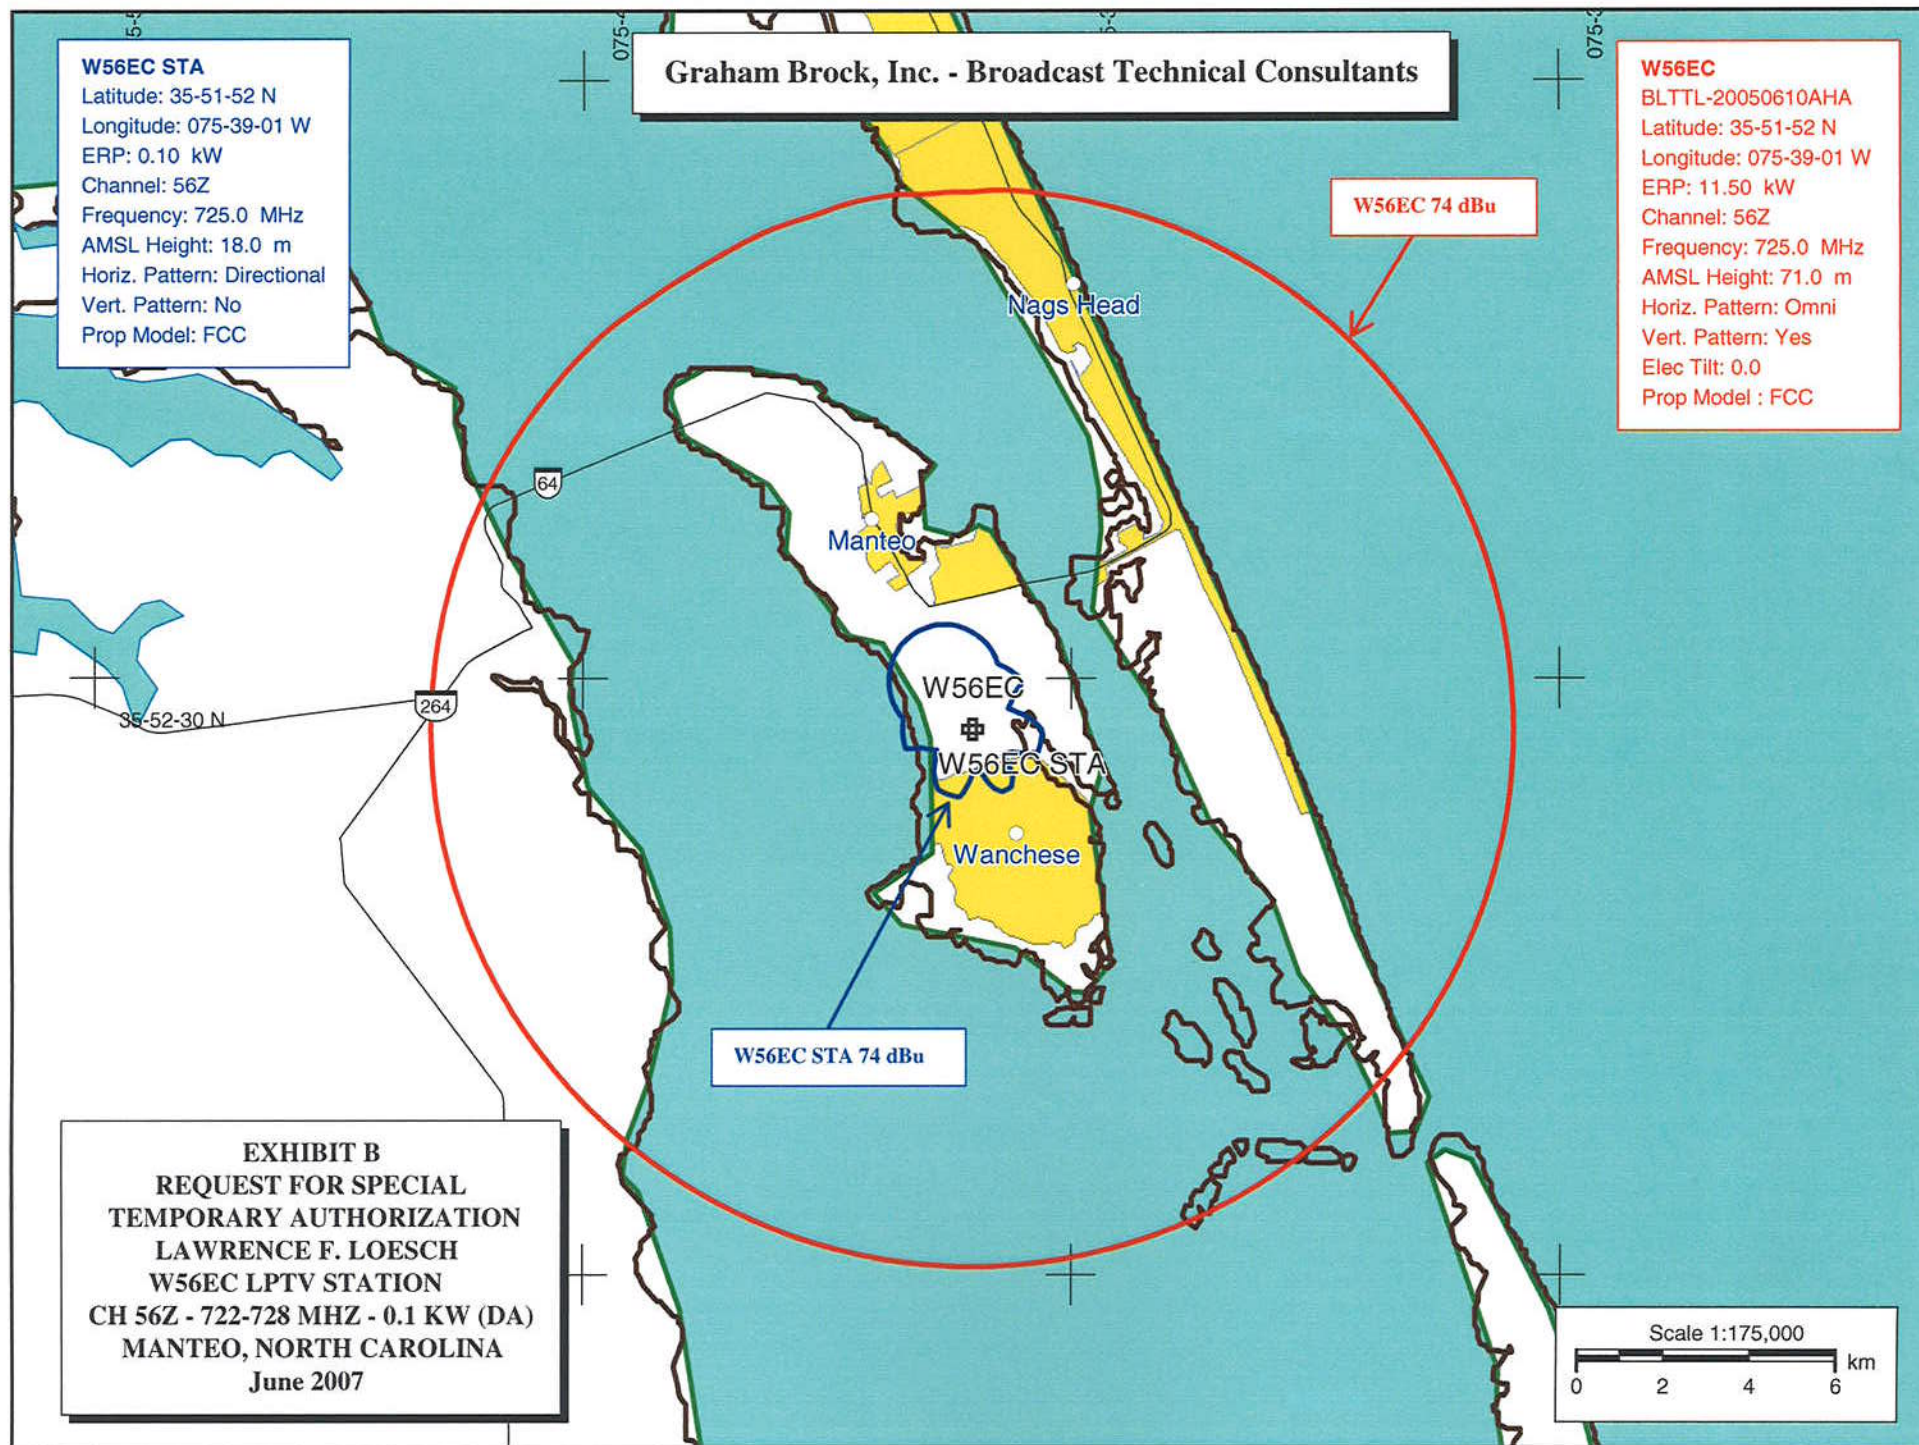 Graham Brock, Inc. - Broadcast Technical Consultants
W56EC STA
Latitude: 35-51-52 N
Longitude: 075-39-01 W
ERP: 0.10 kW
Channel: 56Z
Frequency: 725.0 MHz
AMSL Height: 18.0 m
Horiz. Pattern: Directional
Vert. Pattern: No
Prop Model: FCC
W56EC
BLTTL-20050610AHA
Latitude: 35-51-52 N
Longitude: 075-39-01 W
ERP: 11.50 kW
Channel: 56Z
Frequency: 725.0 MHz
AMSL Height: 71.0 m
Horiz. Pattern: Omni
Vert. Pattern: Yes
Elec Tilt: 0.0
Prop Model : FCC
W56EC 74 dBu
Nags Head
64
Manteo
W56EC
264
35-52-30 N
W56EC STA
Wanchese
W56EC STA 74 dBu
EXHIBIT B
REQUEST FOR SPECIAL
TEMPORARY AUTHORIZATION
LAWRENCE F. LOESCH
W56EC LPTV STATION
CH 56Z - 722-728 MHZ - 0.1 KW (DA)
MANTEO, NORTH CAROLINA
June 2007
Scale 1:175,000
km
0 2 4 6